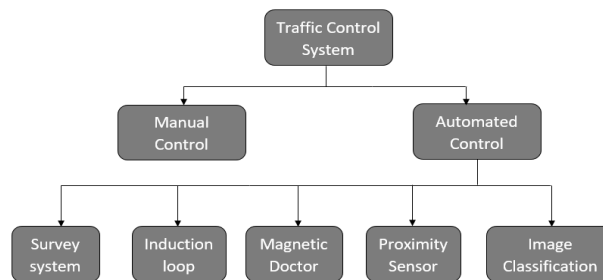 Traffic Control
System
Manual
Control
Automated
Control
Survey
system
Induction
loop
Magnetic
Doctor
Proximity
Sensor
Image
Classification